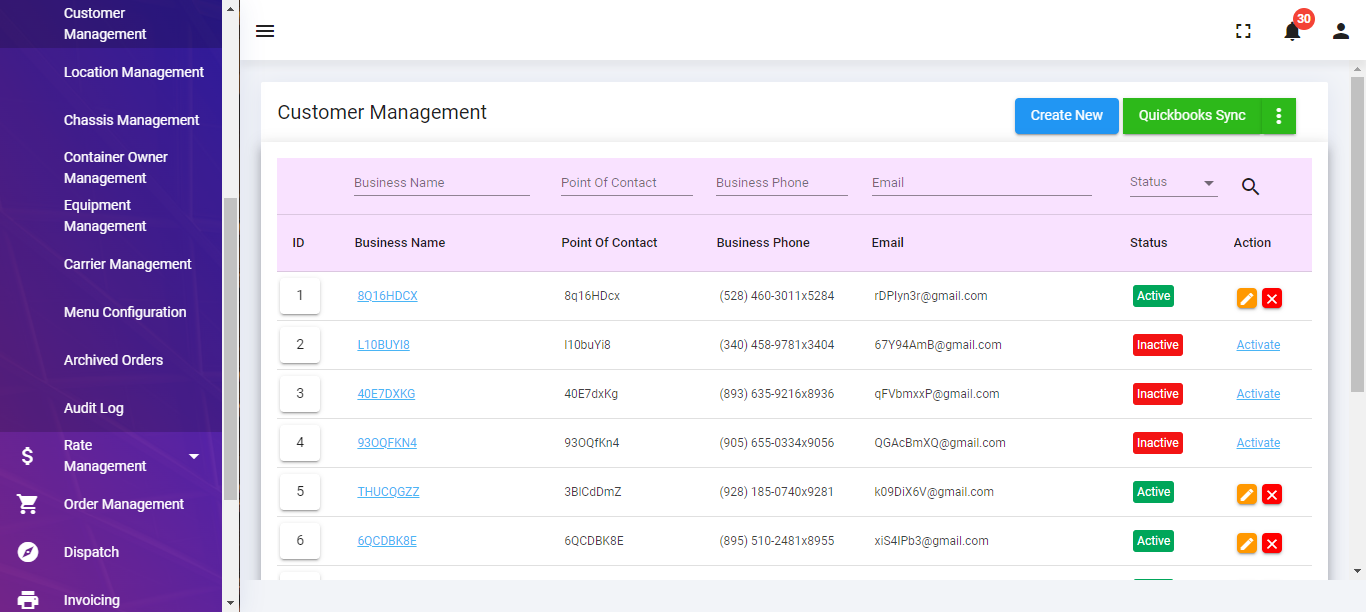 Customer
Management
Location Management
Chassis Management
Container Owner
Management
Equipment
Management
Carrier Management
Menu Configuration
Archived Orders
Audit Log
Rate
Management
Order Management
Dispatch
Invoicing
30
Customer Management
Create New
Quickbooks Sync
Business Name Point Of Contact Business Phone Email Status
ID Business Name Point Of Contact Business Phone Email Status Action
1 8Q16HDCX 8q16HDcx (528) 460-3011x5284 rDPlyn3r@gmail.com Active
2 L10BUYI8 l10buYi8 (340) 458-9781x3404 67Y94AmB@gmail.com Inactive Activate
3 40E7DXKG 40E7dxKg (893) 635-9216x8936 qFVbmxxP@gmail.com Inactive Activate
4 93OQFKN4 93OQfKn4 (905) 655-0334x9056 QGAcBmXQ@gmail.com Inactive Activate
5 THUCQGZZ 3BlCdDmZ (928) 185-0740x9281 k09DiX6V@gmail.com Active
6 6QCDBK8E 6QCDBK8E (895) 510-2481x8955 xiS4lPb3@gmail.com Active